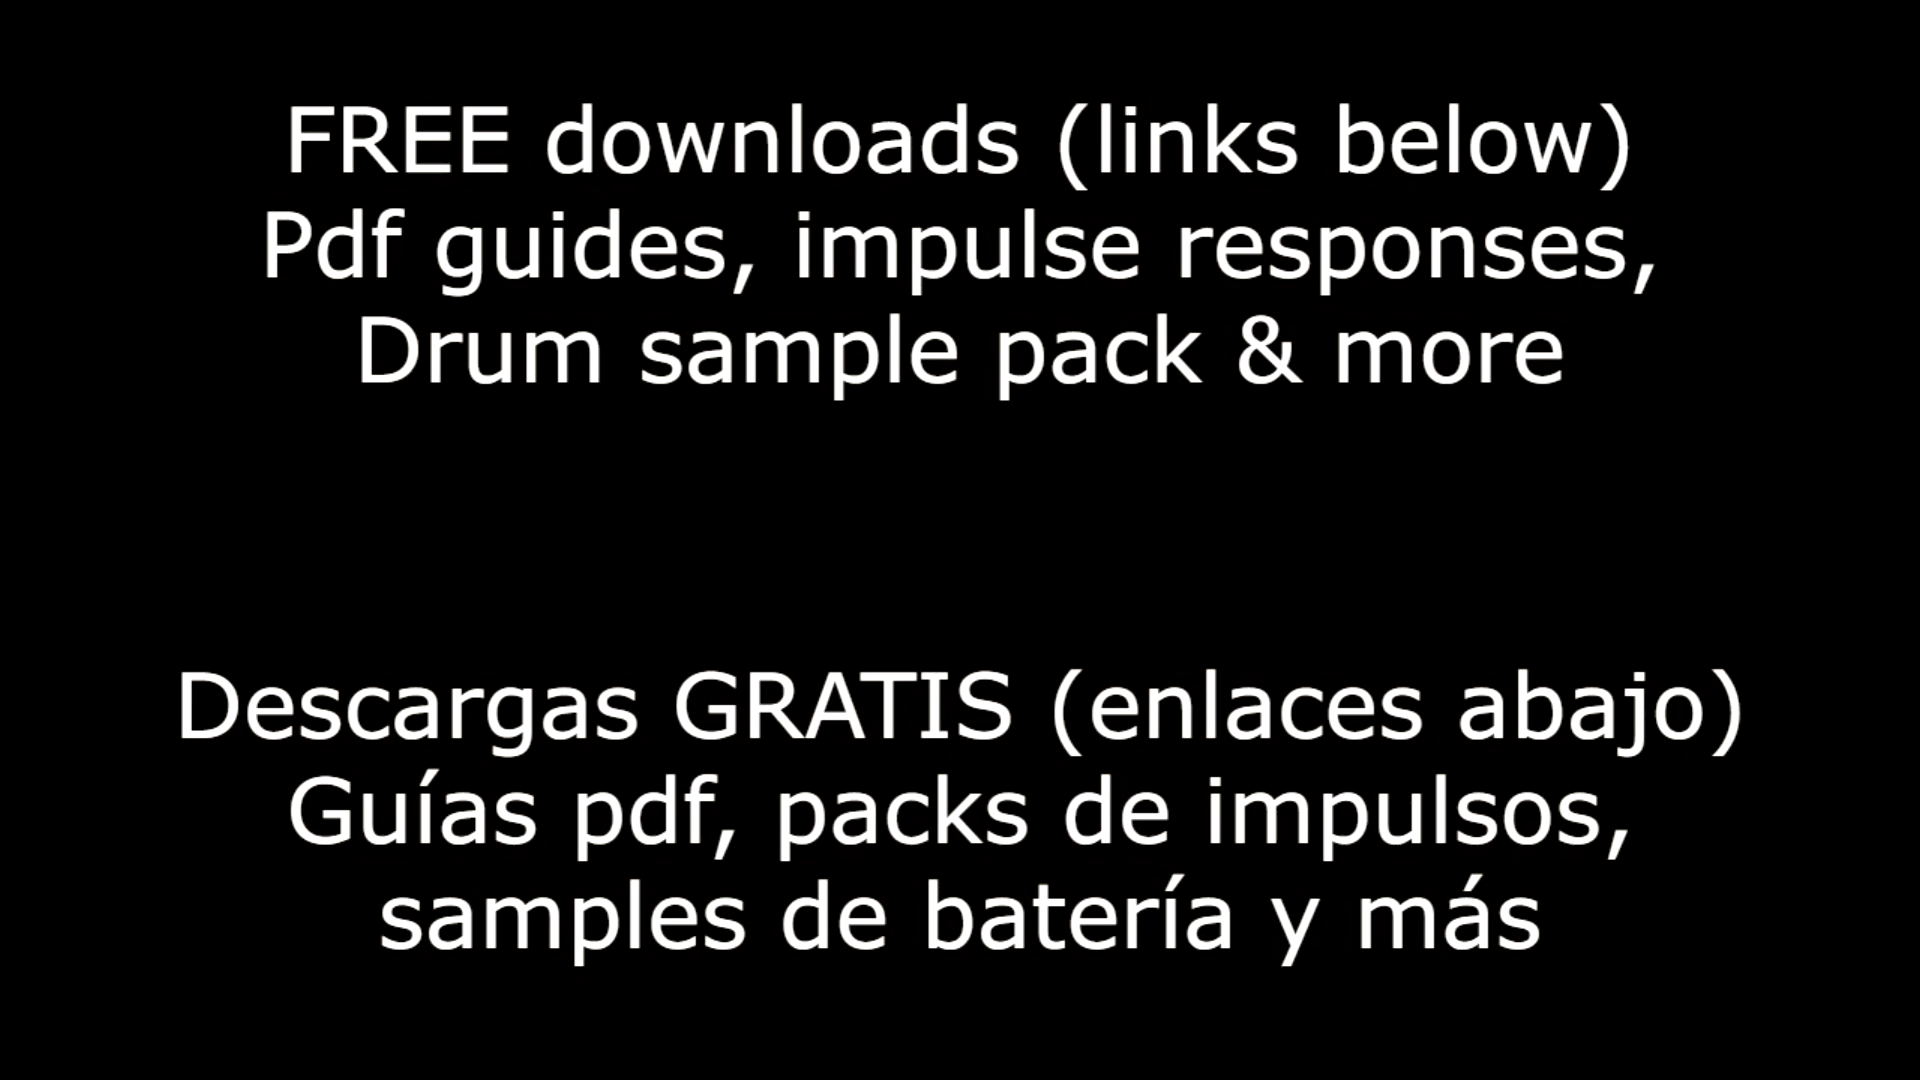 FREE downloads (links below)
Pdf guides, impulse responses,
Drum sample pack & more
Descargas GRATIS (enlaces abajo)
Guías pdf, packs de impulsos,
samples de batería y más